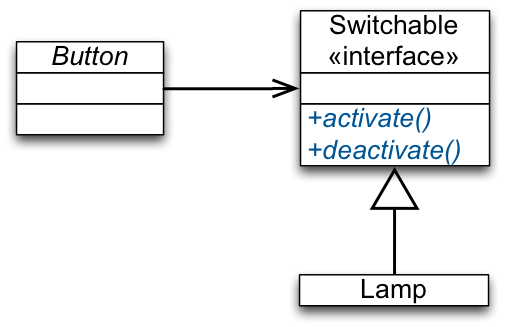 Button
Switchable
«interface»
+activate()
+deactivate()
Lamp